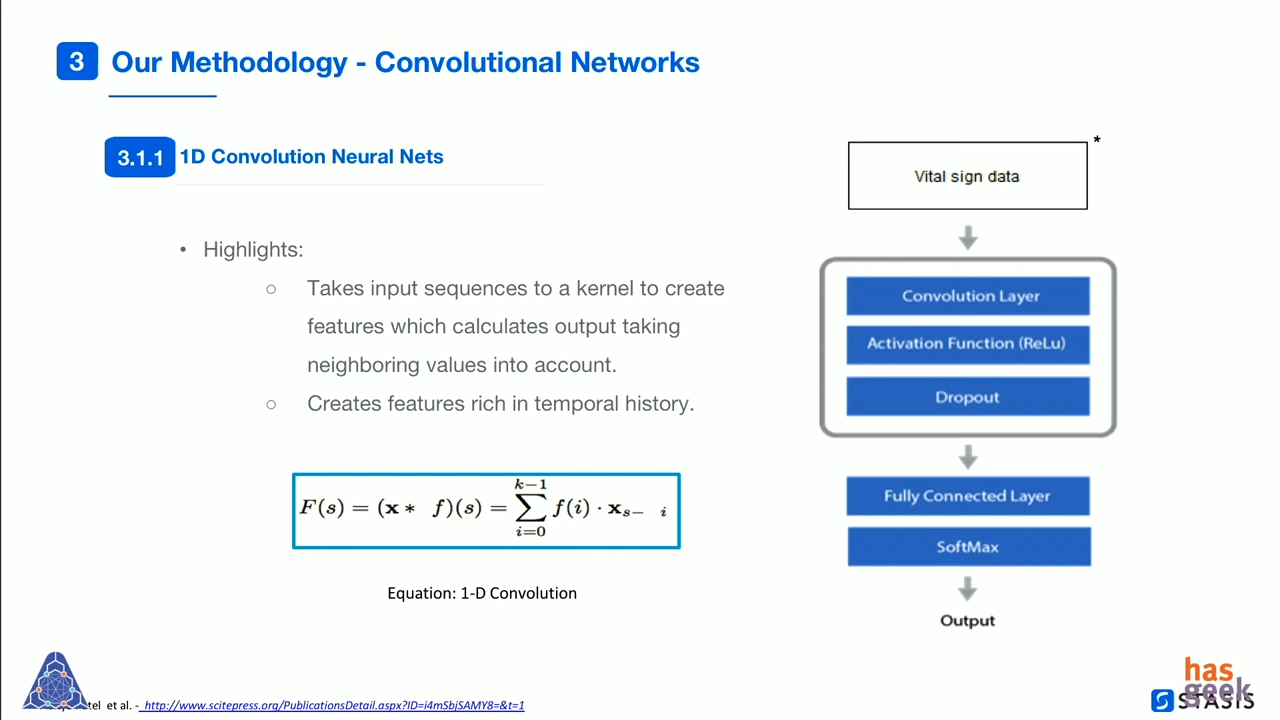 3 Our Methodology - Convolutional Networks
3.1.1 1D Convolution Neural Nets
• Highlights:
○ Takes input sequences to a kernel to create
features which calculates output taking
neighboring values into account.
○ Creates features rich in temporal history.
F(s) = (x * f)(s) = ∑_{i=0}^{k-1} f(i) · x_{s- i}
Equation: 1-D Convolution
*
Vital sign data
Convolution Layer
Activation Function (ReLu)
Dropout
Fully Connected Layer
SoftMax
Output
et al. - http://www.scitepress.org/PublicationsDetail.aspx?ID=i4mSbjSAMY8=&t=1
has
geek
STASIS